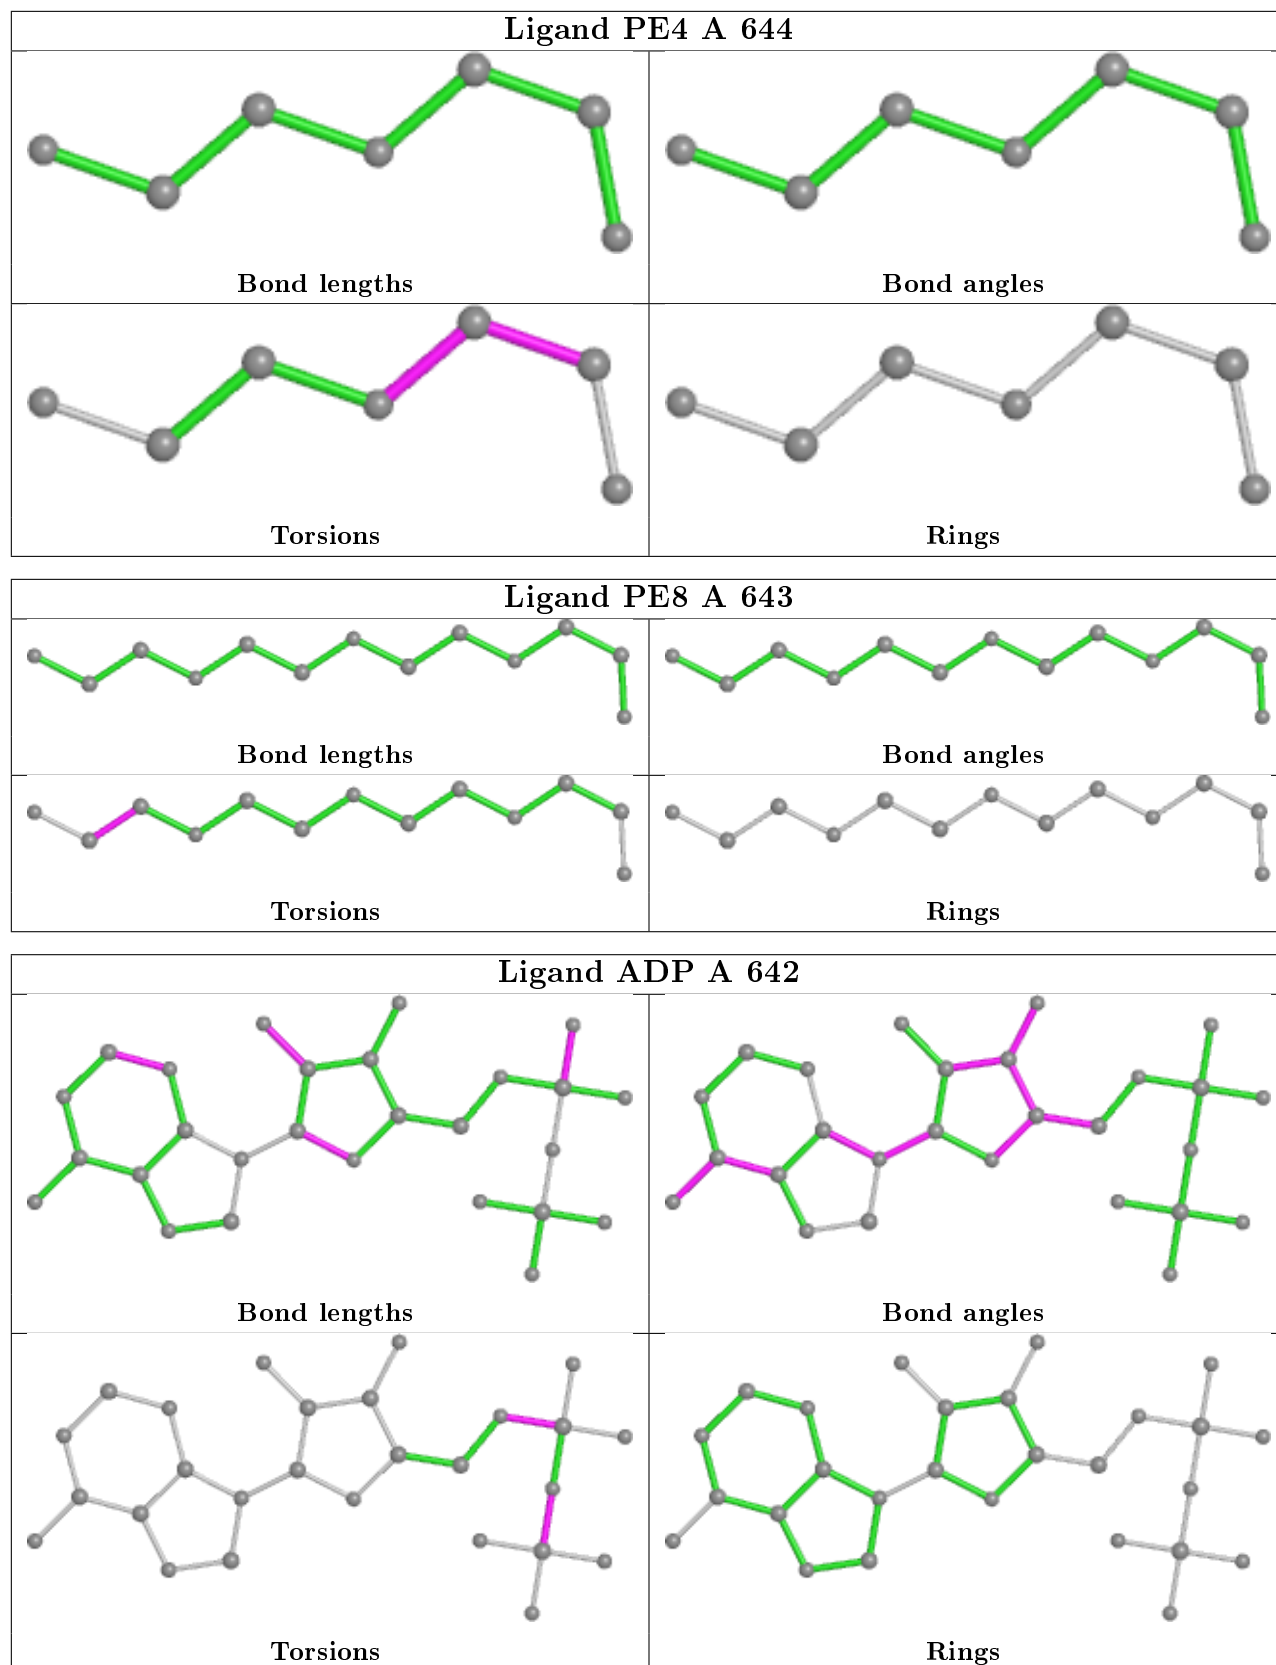 Ligand PE4 A 644
Bond lengths
Bond angles
Torsions
Rings
Ligand PE8 A 643
Bond lengths
Bond angles
Torsions
Rings
Ligand ADP A 642
Bond lengths
Bond angles
Torsions
Rings